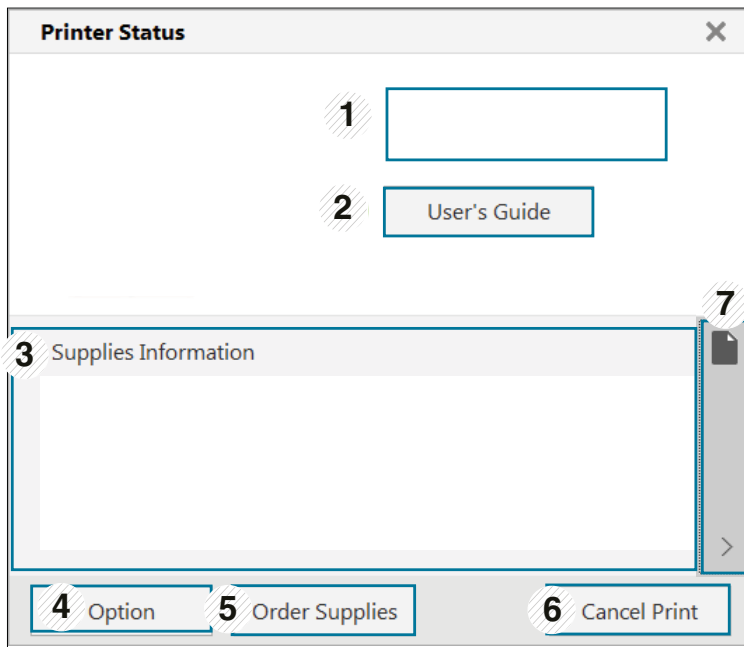 Printer Status
1
2 User's Guide
7
3 Supplies Information
4 Option 5 Order Supplies 6 Cancel Print